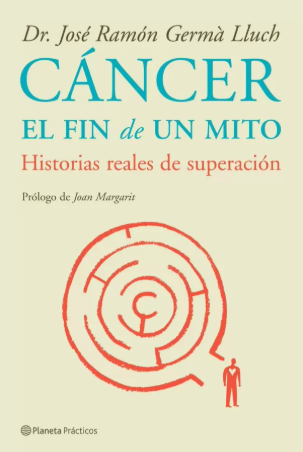 Dr. José Ramón Germà Lluch
CÁNCER
EL FIN de UN MITO
Historias reales de superación
Prólogo de Joan Margarit
C
Planeta Prácticos